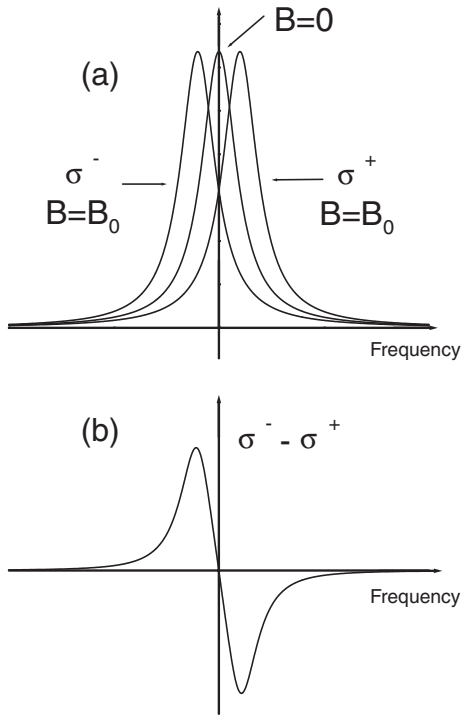 B=0
(a)
σ⁻
B=B₀
σ⁺
B=B₀
Frequency
(b)
σ⁻ - σ⁺
Frequency